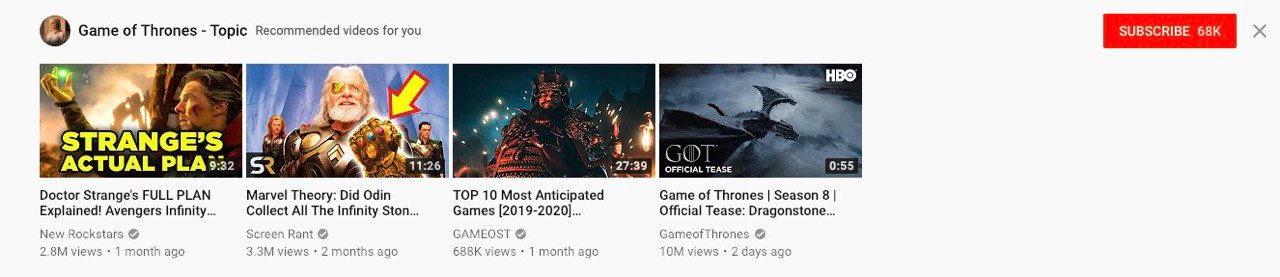 Game of Thrones - Topic Recommended videos for you
SUBSCRIBE 68K
STRANGE'S
ACTUAL PLAN
9:32
SR
11:26
27:39
HBO
GOT
OFFICIAL TEASE
0:55
Doctor Strange's FULL PLAN
Explained! Avengers Infinity…
New Rockstars
2.8M views • 1 month ago
Marvel Theory: Did Odin
Collect All The Infinity Ston…
Screen Rant
3.3M views • 2 months ago
TOP 10 Most Anticipated
Games [2019-2020]…
GAMEOST
688K views • 1 month ago
Game of Thrones | Season 8 |
Official Tease: Dragonstone…
GameofThrones
10M views • 2 days ago